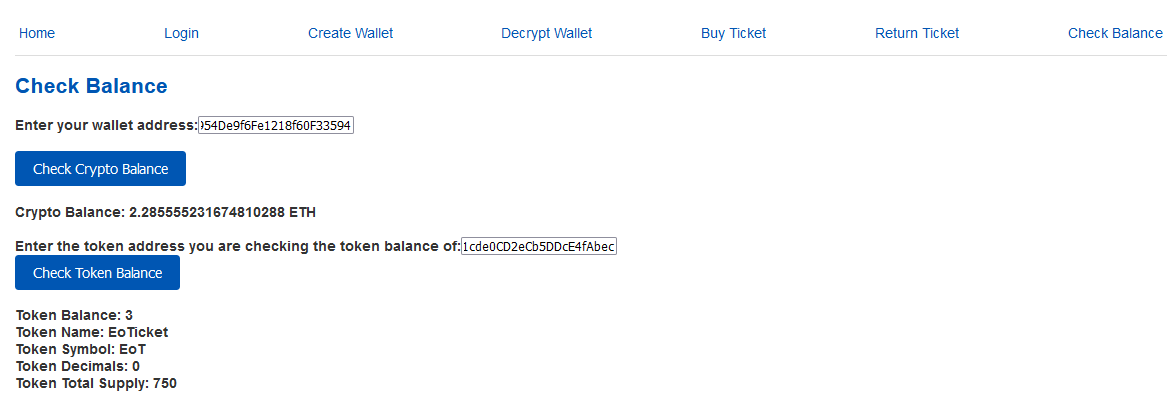 Home Login Create Wallet Decrypt Wallet Buy Ticket Return Ticket Check Balance
Check Balance
Enter your wallet address: 954De9f6Fe1218f60F33594
Check Crypto Balance
Crypto Balance: 2.285555231674810288 ETH
Enter the token address you are checking the token balance of: 1cde0CD2eCb5DDcE4fAbec
Check Token Balance
Token Balance: 3
Token Name: EoTicket
Token Symbol: EoT
Token Decimals: 0
Token Total Supply: 750